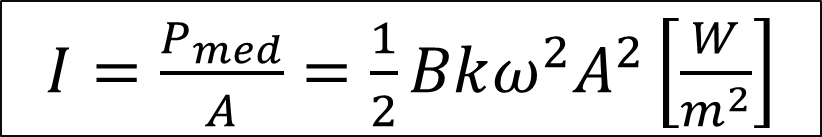 I = P_med/A = 1/2 Bkω²A² [W/m²]